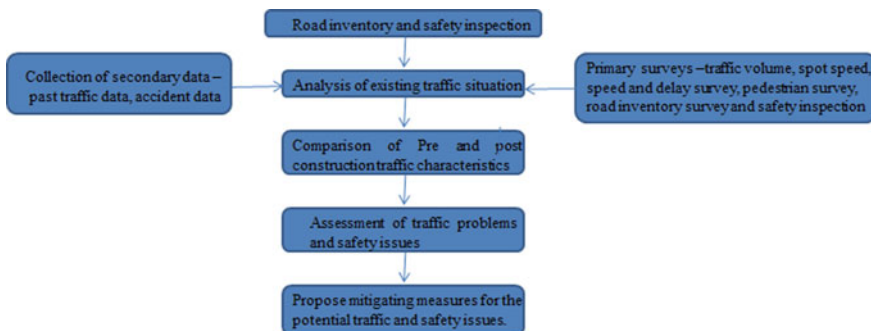 Road inventory and safety inspection
Collection of secondary data –
past traffic data, accident data
Analysis of existing traffic situation
Primary surveys –traffic volume, spot speed,
speed and delay survey, pedestrian survey,
road inventory survey and safety inspection
Comparison of Pre and post
construction traffic characteristics
Assessment of traffic problems
and safety issues
Propose mitigating measures for the
potential traffic and safety issues.